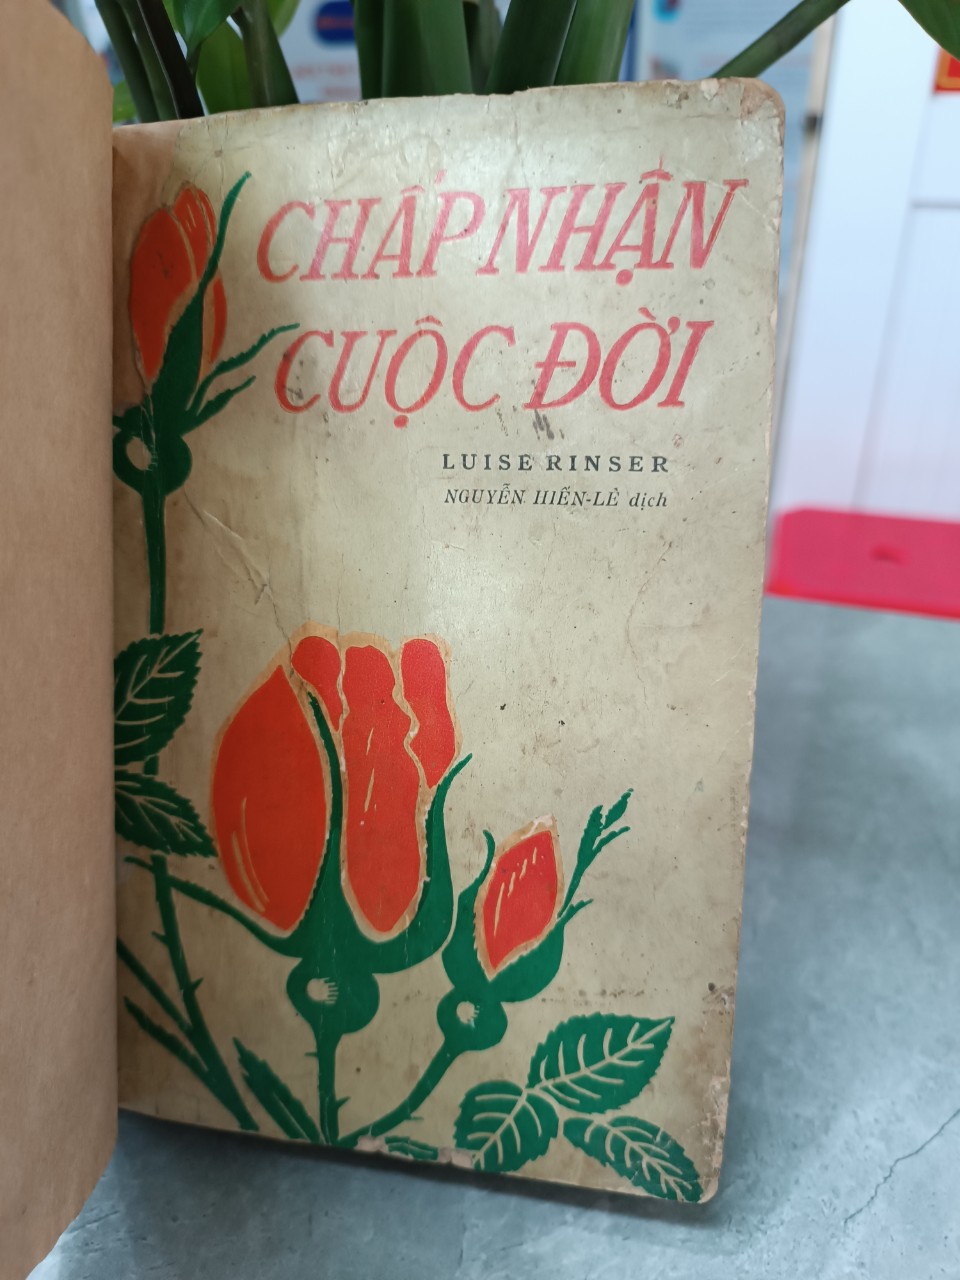 CHẤP NHẬN
CUỘC ĐỜI
LUISE RINSER
NGUYỄN HIẾN-LÊ dịch